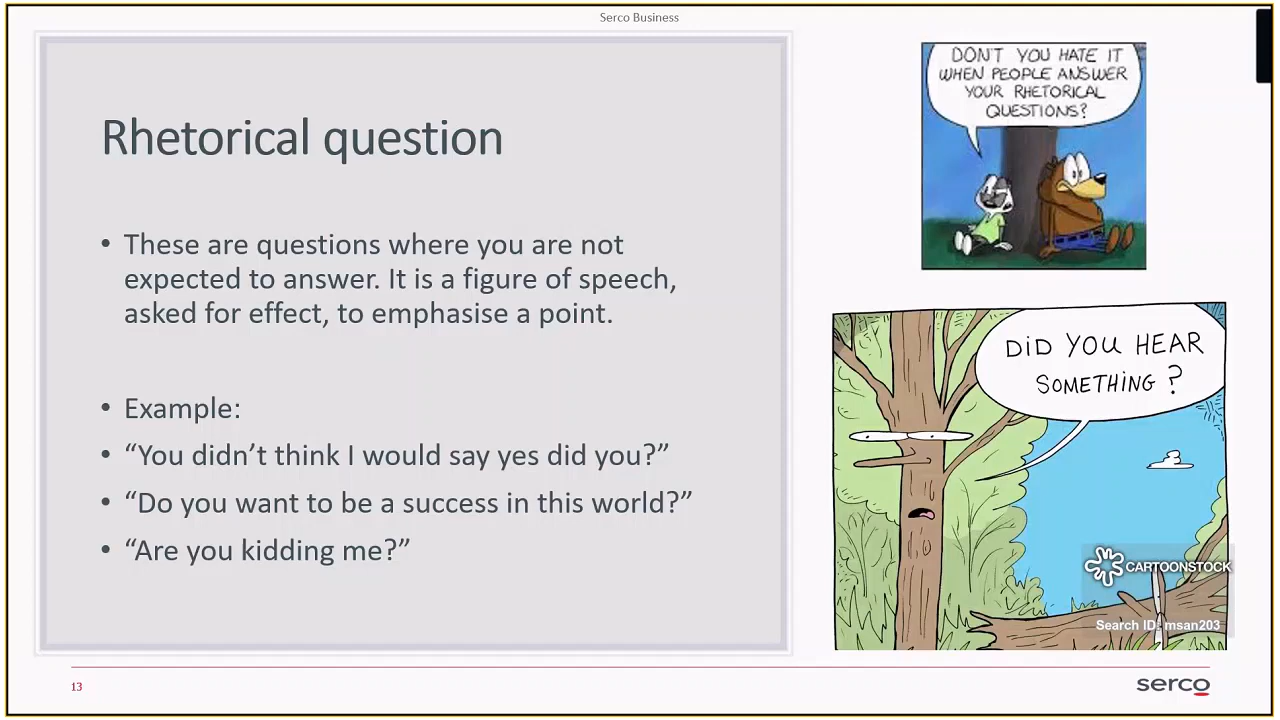 Serco Business
Rhetorical question
• These are questions where you are not
expected to answer. It is a figure of speech,
asked for effect, to emphasise a point.
• Example:
• “You didn’t think I would say yes did you?”
• “Do you want to be a success in this world?”
• “Are you kidding me?”
DON'T YOU HATE IT
WHEN PEOPLE ANSWER
YOUR RHETORICAL
QUESTIONS?
DiD YOU HEAR
SOMETHING?
CARTOONSTOCK
Search ID: msan203
13
serco